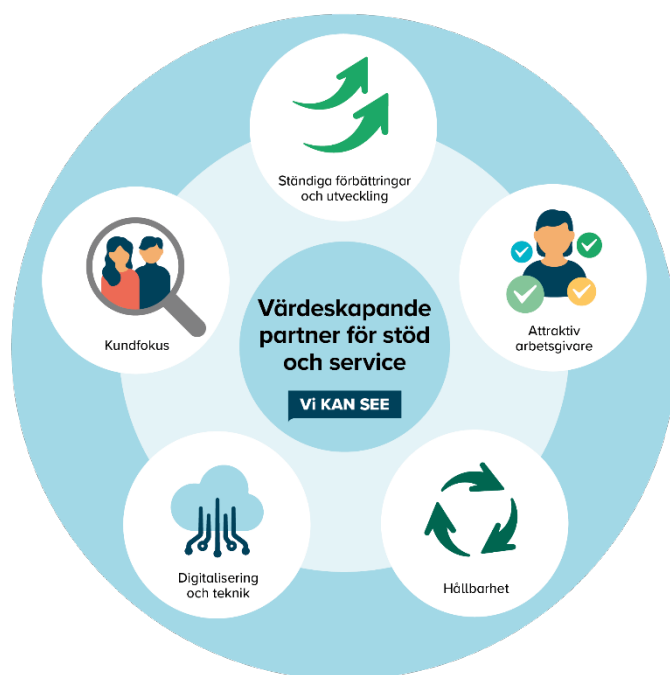 Ständiga förbättringar
och utveckling
Kundfokus
Attraktiv
arbetsgivare
Värdeskapande
partner för stöd
och service
Vi KAN SEE
Digitalisering
och teknik
Hållbarhet